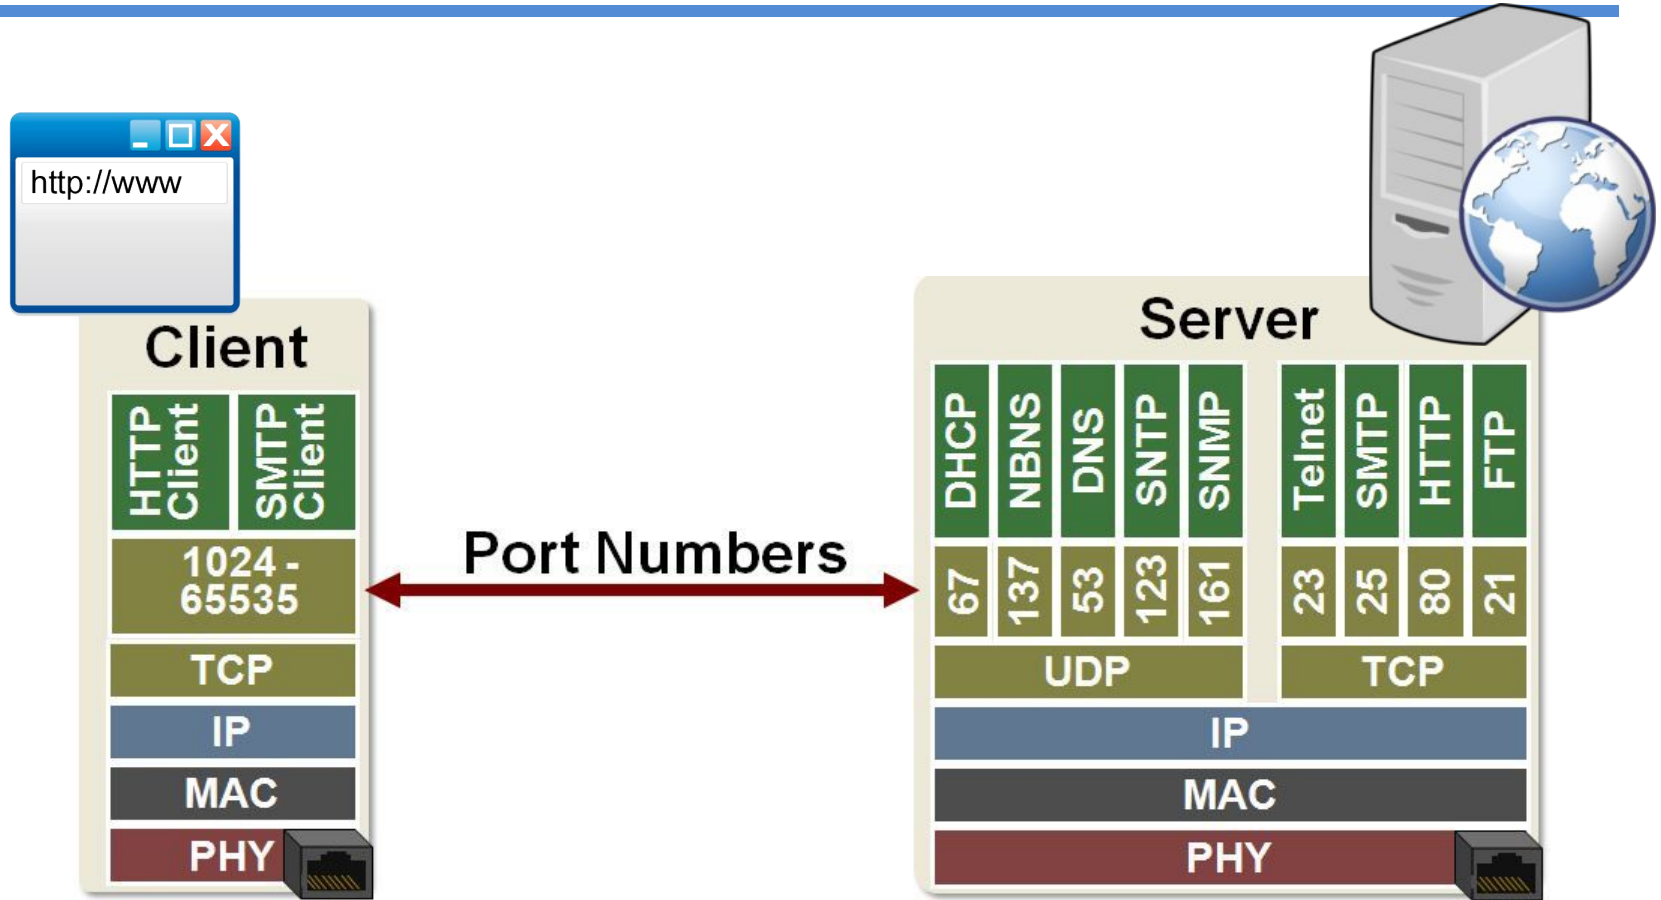 http://www
Client
HTTP
Client
SMTP
Client
1024 -
65535
TCP
IP
MAC
PHY
Port Numbers
Server
DHCP
NBNS
DNS
SNTP
SNMP
Telnet
SMTP
HTTP
FTP
67
137
53
123
161
23
25
80
21
UDP
TCP
IP
MAC
PHY